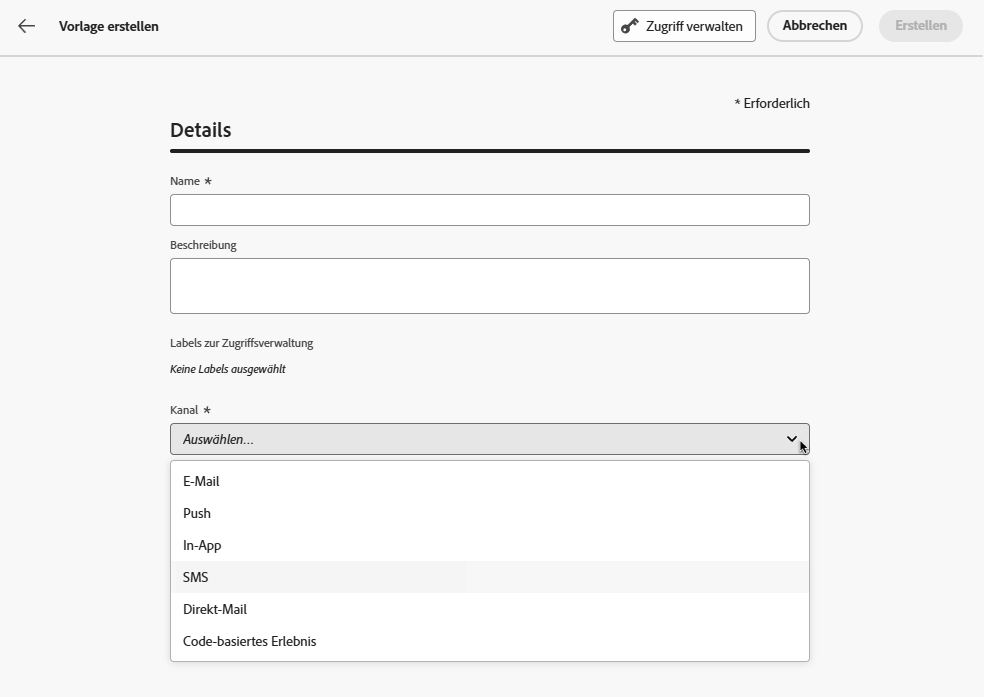 Vorlage erstellen
Zugriff verwalten
Abbrechen
Erstellen
* Erforderlich
Details
Name *
Beschreibung
Labels zur Zugriffsverwaltung
Keine Labels ausgewählt
Kanal *
Auswählen...
E-Mail
Push
In-App
SMS
Direkt-Mail
Code-basiertes Erlebnis